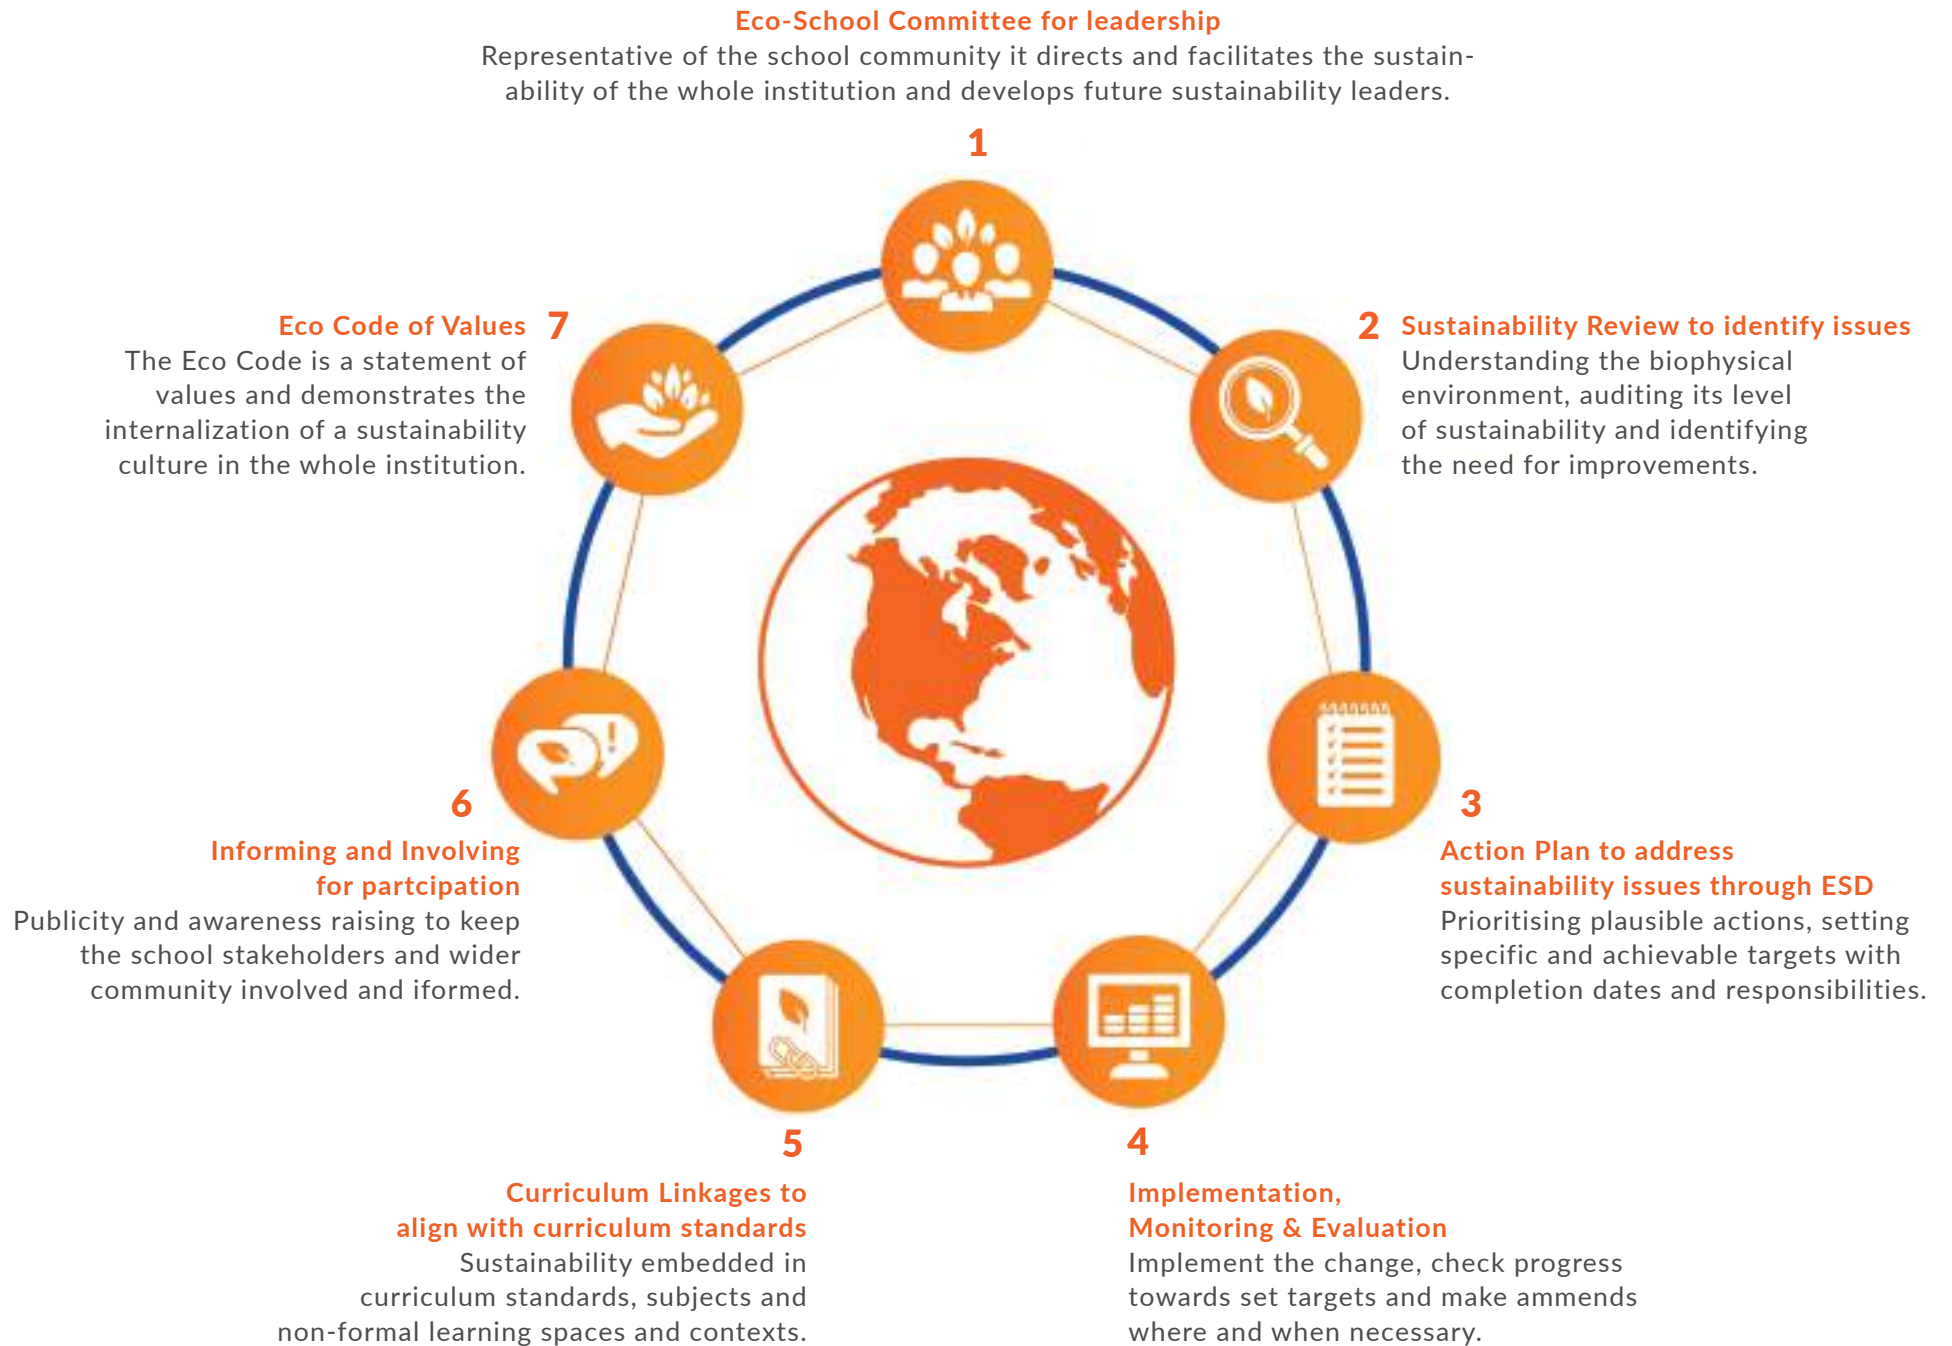 Eco-School Committee for leadership
Representative of the school community it directs and facilitates the sustain-
ability of the whole institution and develops future sustainability leaders.
1
2
Sustainability Review to identify issues
Understanding the biophysical
environment, auditing its level
of sustainability and identifying
the need for improvements.
3
Action Plan to address
sustainability issues through ESD
Prioritising plausible actions, setting
specific and achievable targets with
completion dates and responsibilities.
4
Implementation,
Monitoring & Evaluation
Implement the change, check progress
towards set targets and make ammends
where and when necessary.
5
Curriculum Linkages to
align with curriculum standards
Sustainability embedded in
curriculum standards, subjects and
non-formal learning spaces and contexts.
6
Informing and Involving
for partcipation
Publicity and awareness raising to keep
the school stakeholders and wider
community involved and iformed.
7
Eco Code of Values
The Eco Code is a statement of
values and demonstrates the
internalization of a sustainability
culture in the whole institution.